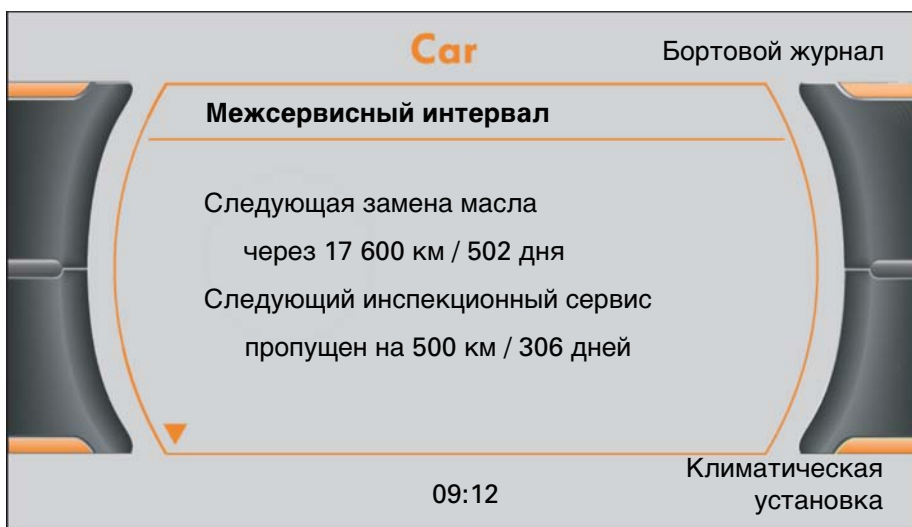 Car
Бортовой журнал
Межсервисный интервал
Следующая замена масла
через 17 600 км / 502 дня
Следующий инспекционный сервис
пропущен на 500 км / 306 дней
09:12
Климатическая
установка